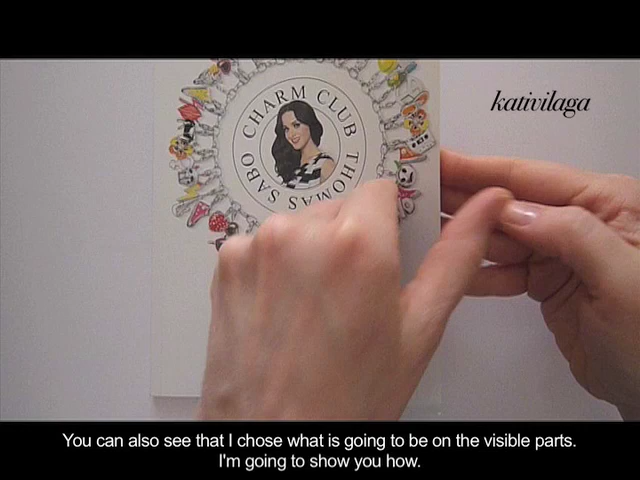 kativilaga
CHARM CLUB
THOMAS SABO
You can also see that I chose what is going to be on the visible parts.
I'm going to show you how.